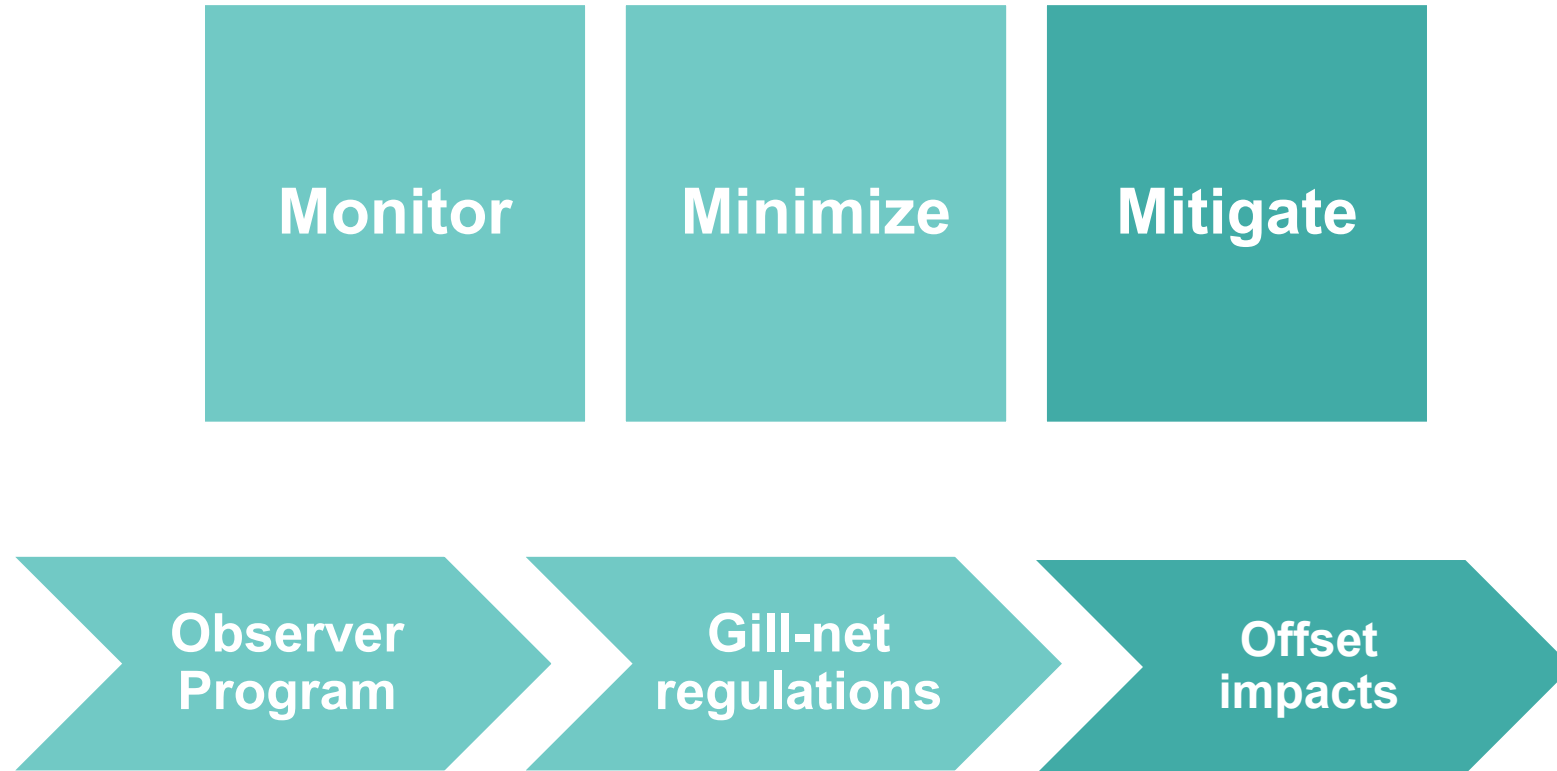 Monitor
Minimize
Mitigate
Observer
Program
Gill-net
regulations
Offset
impacts